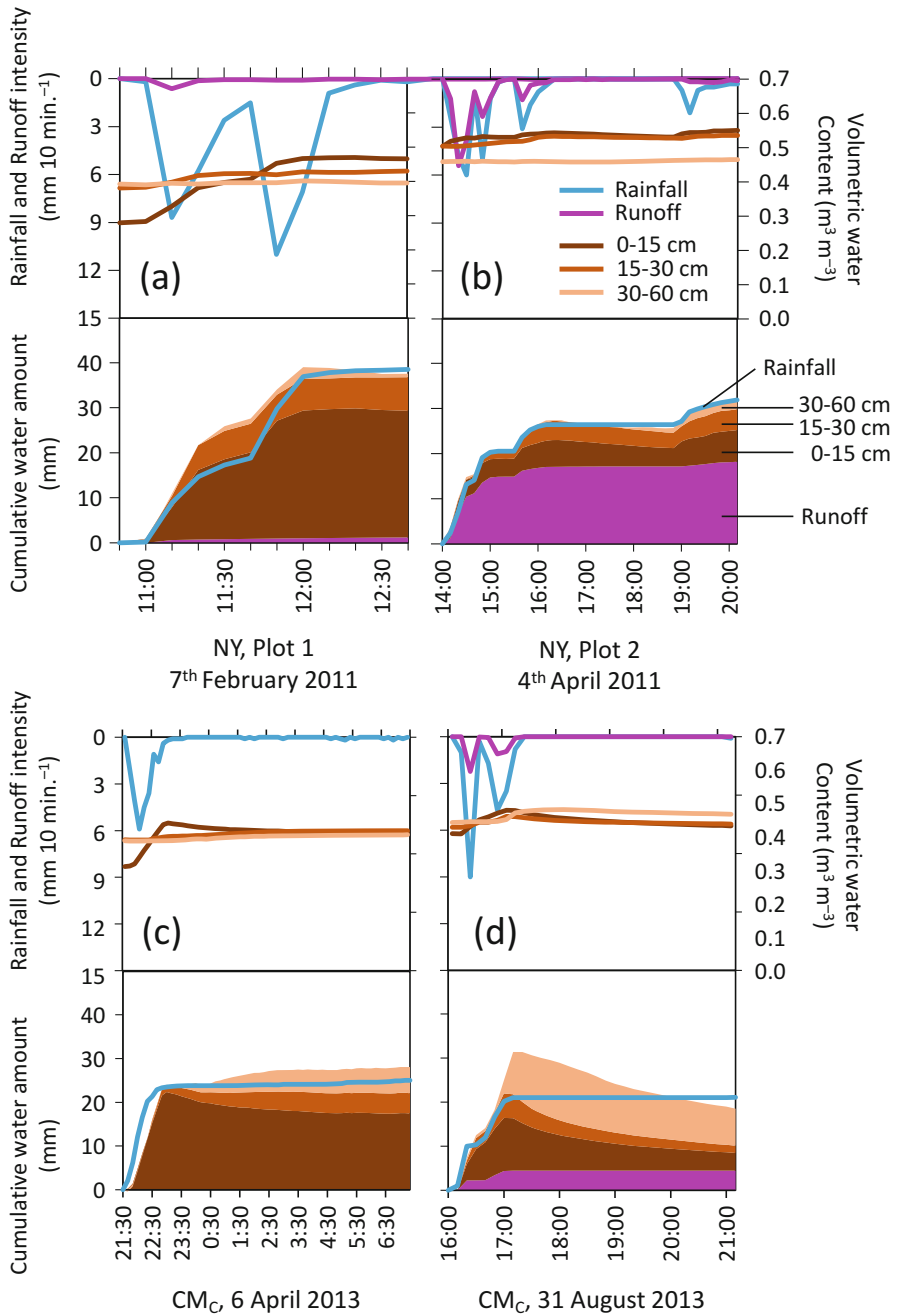 Rainfall and Runoff intensity
(mm 10 min.⁻¹)
0
3
6
9
12
15
(a)
(b)
0.7
0.6
0.5
0.4
0.3
0.2
0.1
0.0
Volumetric water
Content (m³ m⁻³)
Rainfall
Runoff
0-15 cm
15-30 cm
30-60 cm
Cumulative water amount
(mm)
40
30
20
10
0
Rainfall
30-60 cm
15-30 cm
0-15 cm
Runoff
11:00
11:30
12:00
12:30
14:00
15:00
16:00
17:00
18:00
19:00
20:00
NY, Plot 1
7th February 2011
NY, Plot 2
4th April 2011
Rainfall and Runoff intensity
(mm 10 min.⁻¹)
0
3
6
9
12
15
(c)
(d)
0.7
0.6
0.5
0.4
0.3
0.2
0.1
0.0
Volumetric water
Content (m³ m⁻³)
Cumulative water amount
(mm)
40
30
20
10
0
21:30
22:30
23:30
0:30
1:30
2:30
3:30
4:30
5:30
6:30
16:00
17:00
18:00
19:00
20:00
21:00
CMC, 6 April 2013
CMC, 31 August 2013